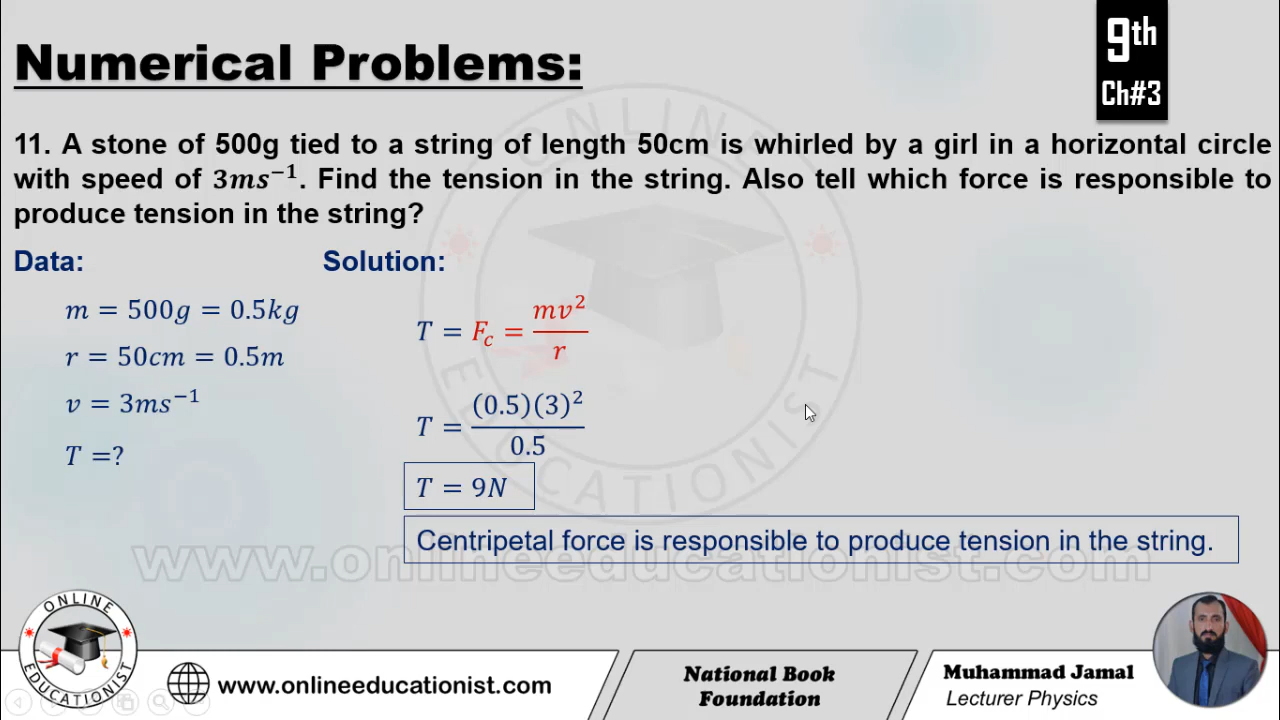 Numerical Problems:
9th
Ch#3
11. A stone of 500g tied to a string of length 50cm is whirled by a girl in a horizontal circle
with speed of 3ms⁻¹. Find the tension in the string. Also tell which force is responsible to
produce tension in the string?
Data:
m = 500g = 0.5kg
r = 50cm = 0.5m
v = 3ms⁻¹
T =?
Solution:
T = F_c = mv²/r
T = (0.5)(3)²/0.5
T = 9N
Centripetal force is responsible to produce tension in the string.
ONLINE
EDUCATIONIST
www.onlineeducationist.com
ONLINE
EDUCATIONIST
www.onlineeducationist.com
National Book
Foundation
Muhammad Jamal
Lecturer Physics